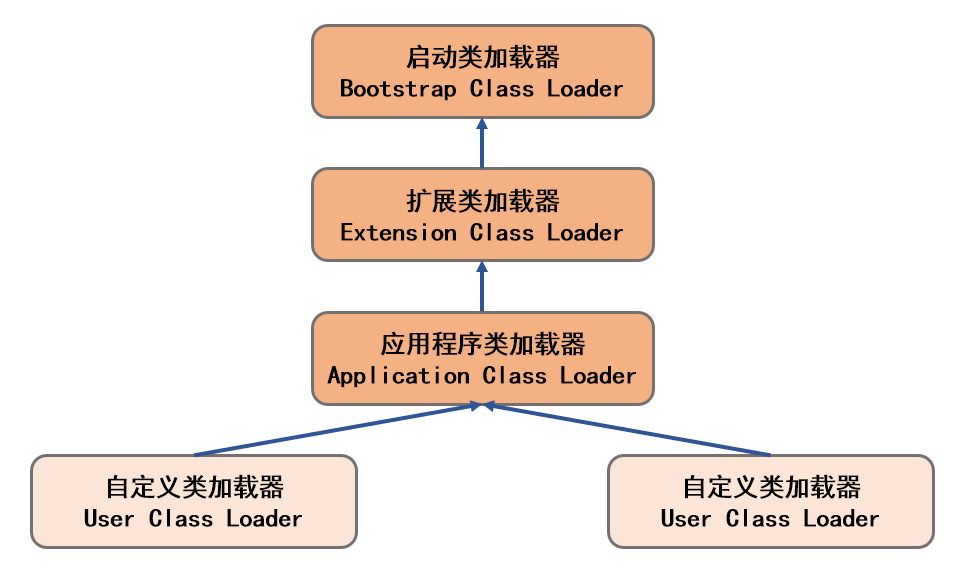 启动类加载器
Bootstrap Class Loader
扩展类加载器
Extension Class Loader
应用程序类加载器
Application Class Loader
自定义类加载器
User Class Loader
自定义类加载器
User Class Loader